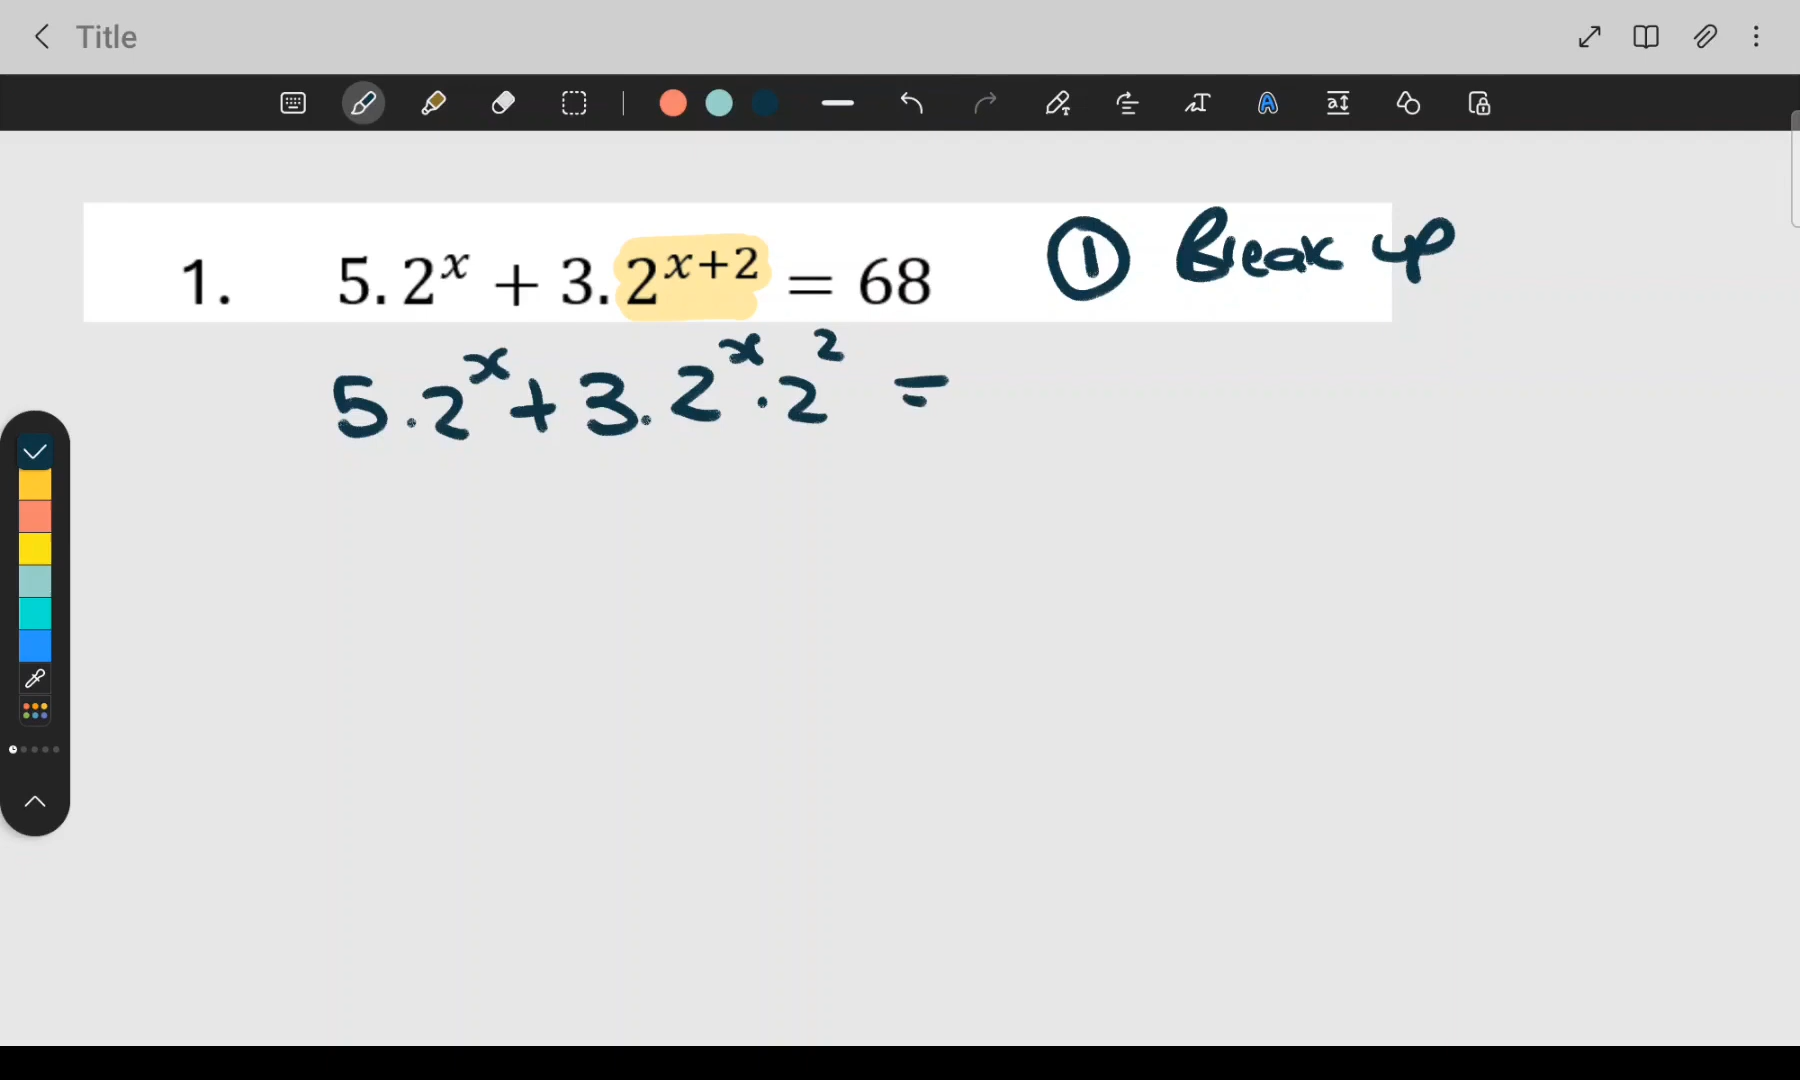 Title
1. 5. 2^x + 3. 2^{x+2} = 68 ① Break up
5.2^x + 3. 2^x . 2^2 =